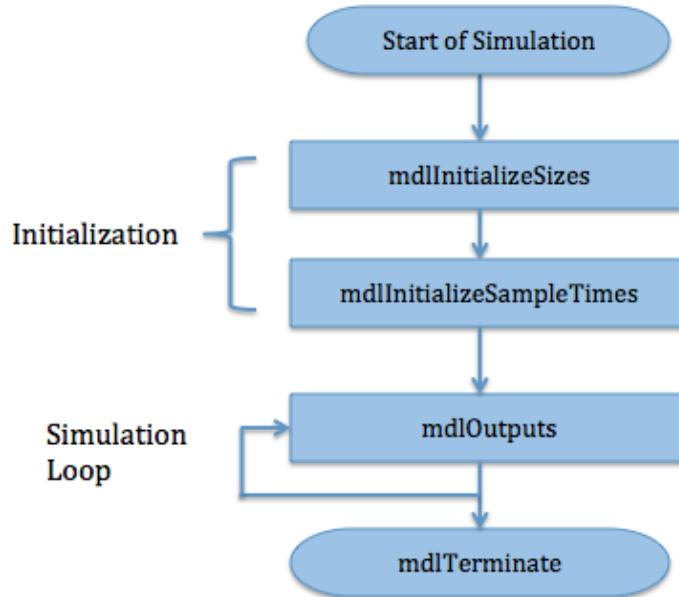 Start of Simulation
mdlInitializeSizes
Initialization
mdlInitializeSampleTimes
Simulation
Loop
mdlOutputs
mdlTerminate